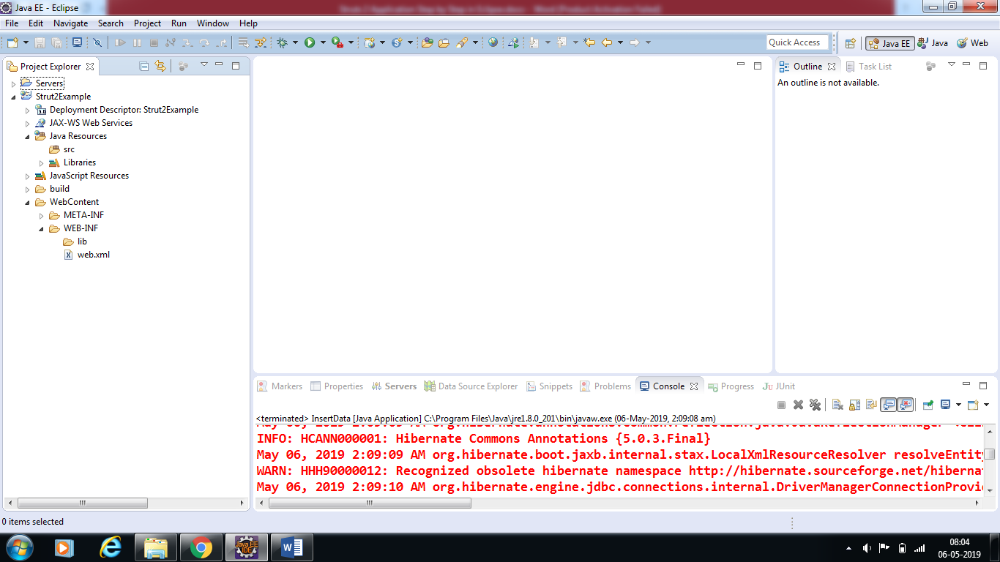 Java EE - Eclipse
File Edit Navigate Search Project Run Window Help
Quick Access
Java EE Java Web
Project Explorer
Servers
Strut2Example
Deployment Descriptor: Strut2Example
3.0
JAX-WS Web Services
Java Resources
src
Libraries
JavaScript Resources
build
WebContent
META-INF
WEB-INF
lib
web.xml
Outline Task List
An outline is not available.
Markers Properties Servers Data Source Explorer Snippets Problems Console Progress JUnit
<terminated> InsertData [Java Application] C:\Program Files\Java\jre1.8.0_201\bin\javaw.exe (06-May-2019, 2:09:08 am)
INFO: HCANN000001: Hibernate Commons Annotations {5.0.3.Final}
May 06, 2019 2:09:09 AM org.hibernate.boot.jaxb.internal.stax.LocalXmlResourceResolver resolveEntity
WARN: HHH90000012: Recognized obsolete hibernate namespace http://hibernate.sourceforge.net/hiberna
May 06, 2019 2:09:10 AM org.hibernate.engine.jdbc.connections.internal.DriverManagerConnectionProvi
0 items selected
Java EE
IDE
08:04
06-05-2019